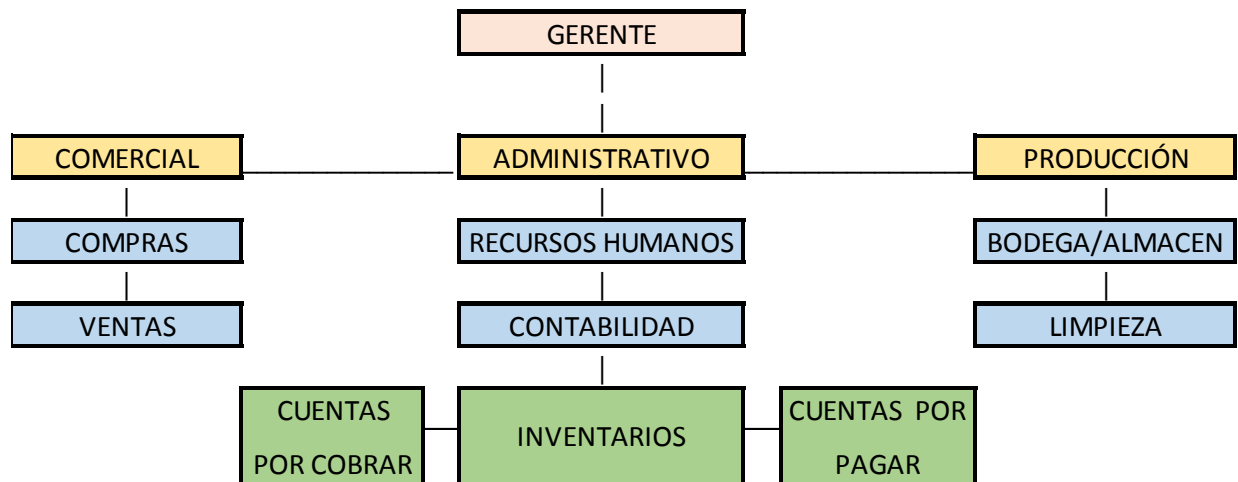 GERENTE
COMERCIAL
ADMINISTRATIVO
PRODUCCIÓN
COMPRAS
RECURSOS HUMANOS
BODEGA/ALMACEN
VENTAS
CONTABILIDAD
LIMPIEZA
CUENTAS
POR COBRAR
INVENTARIOS
CUENTAS POR
PAGAR